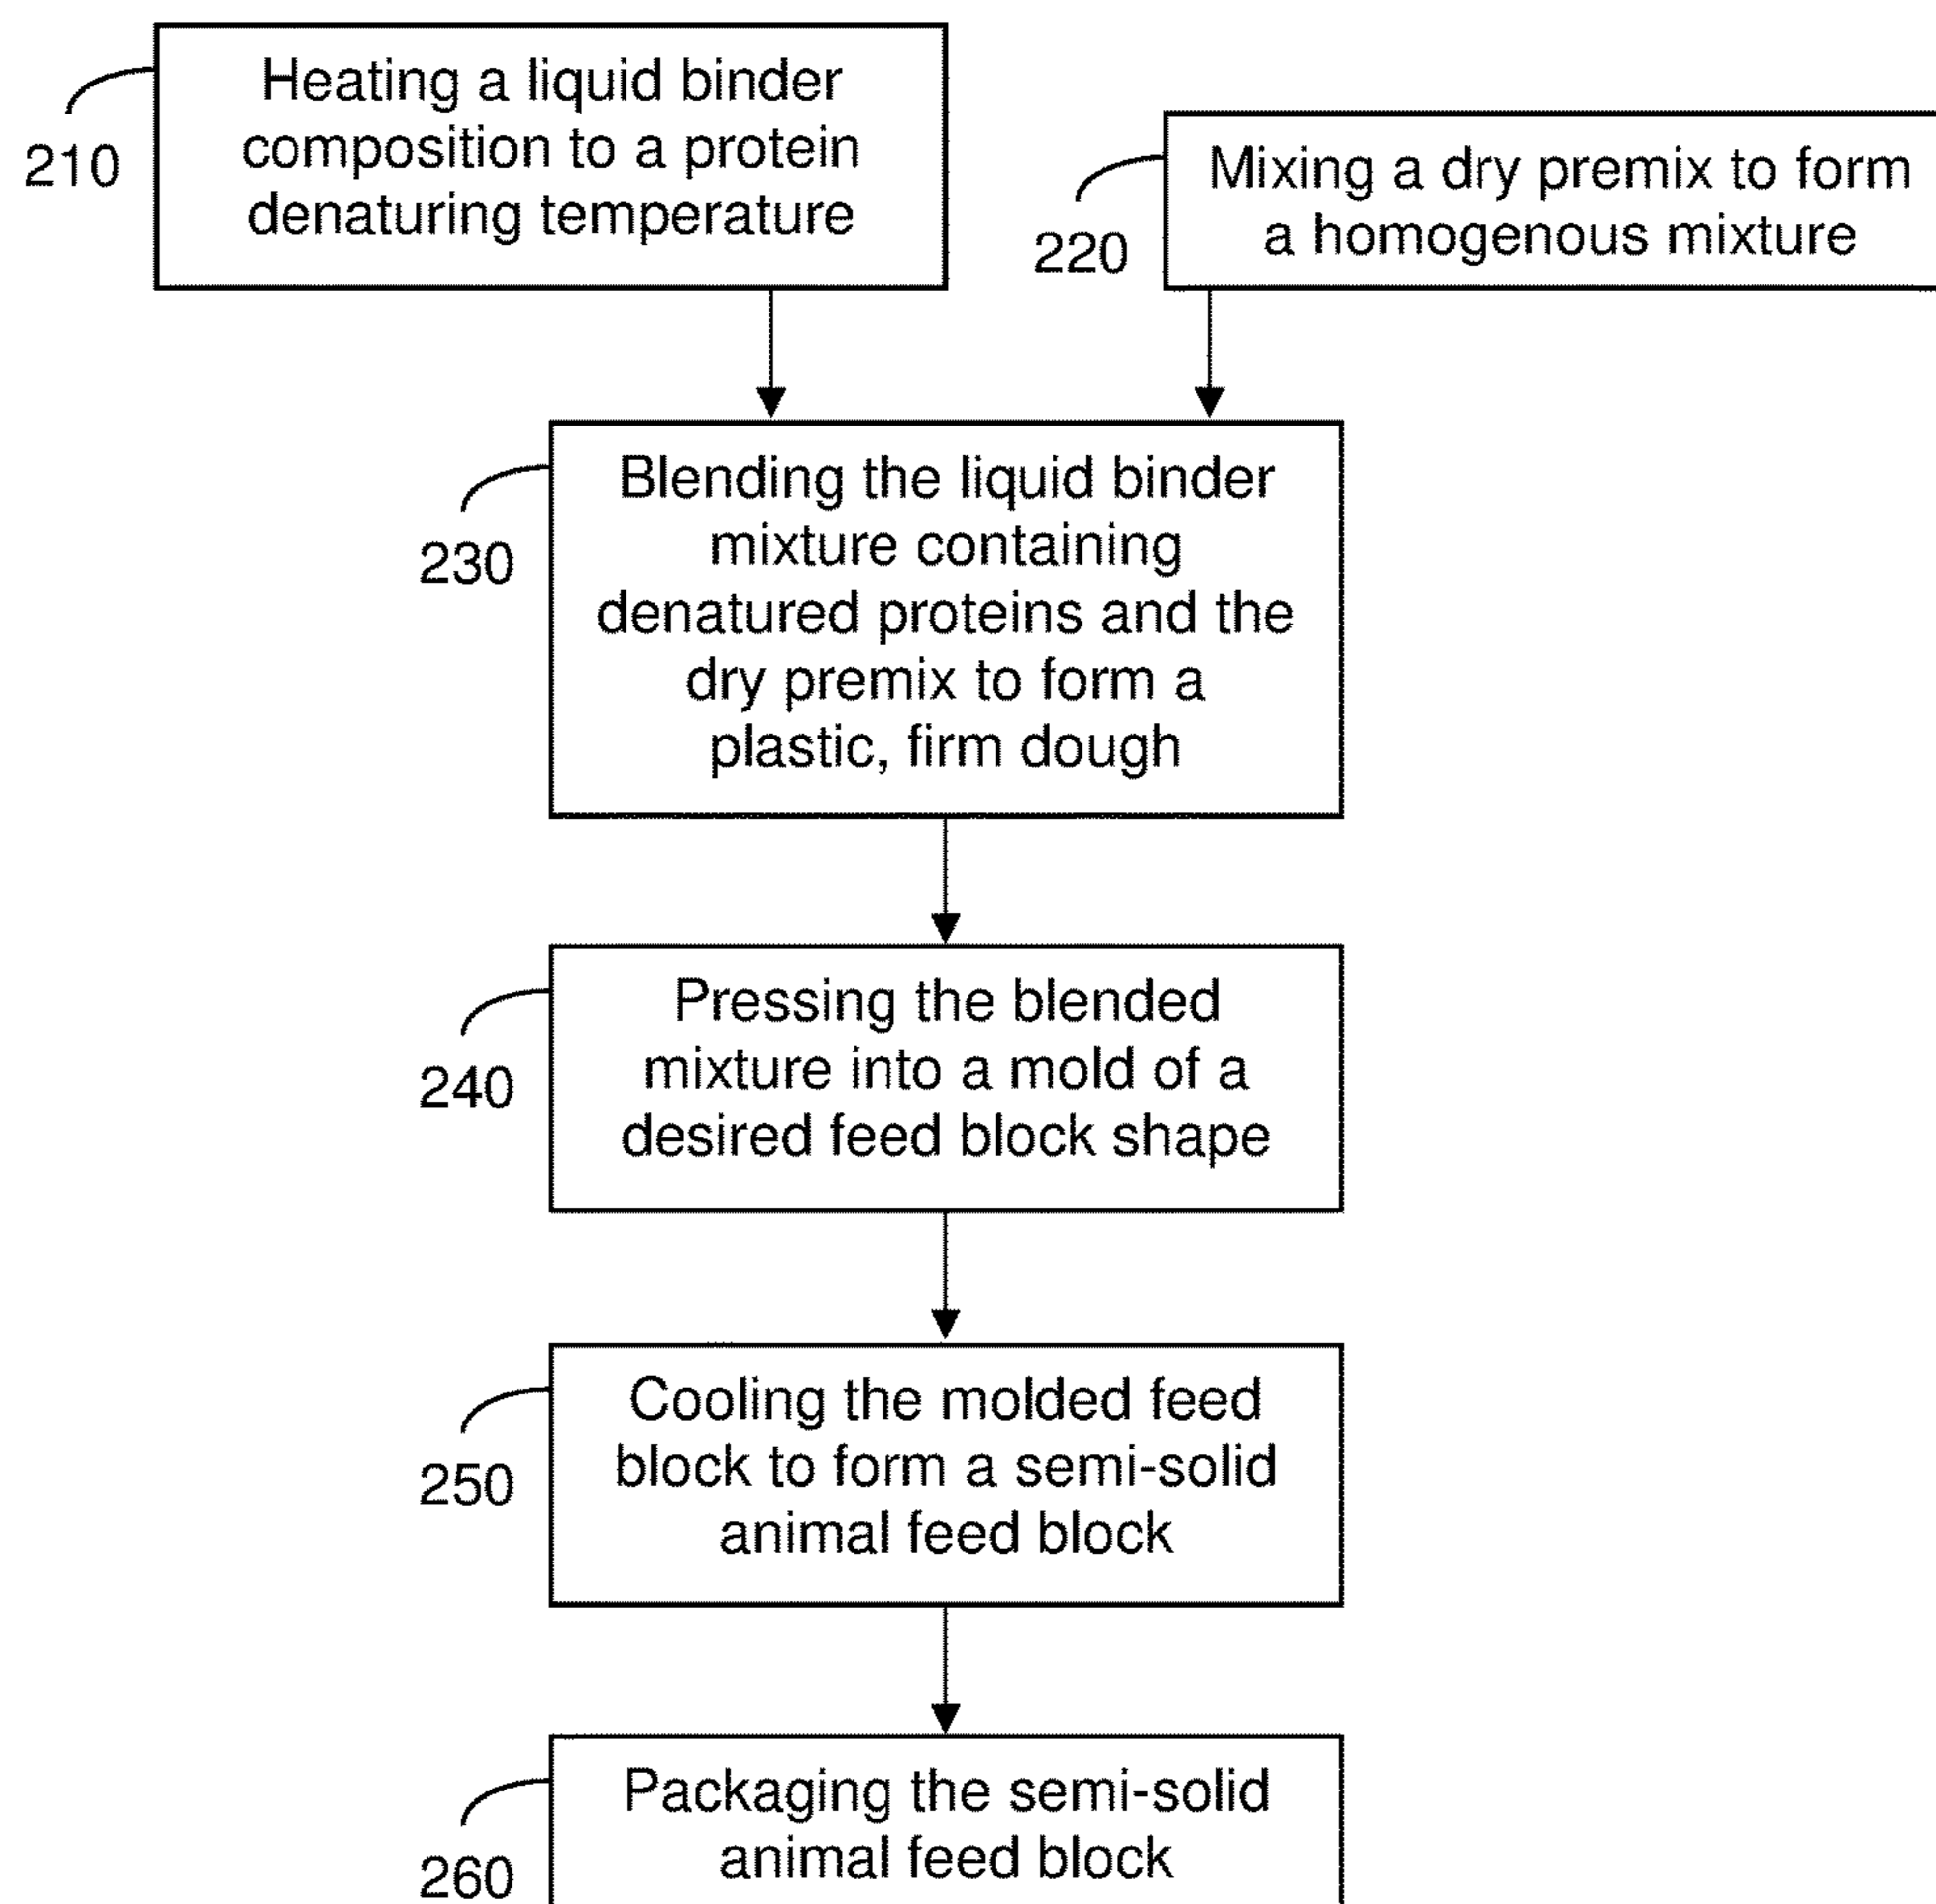 Heating a liquid binder
composition to a protein
denaturing temperature
210
Mixing a dry premix to form
a homogenous mixture
220
Blending the liquid binder
mixture containing
denatured proteins and the
dry premix to form a
plastic, firm dough
230
Pressing the blended
mixture into a mold of a
desired feed block shape
240
Cooling the molded feed
block to form a semi-solid
animal feed block
250
Packaging the semi-solid
animal feed block
260